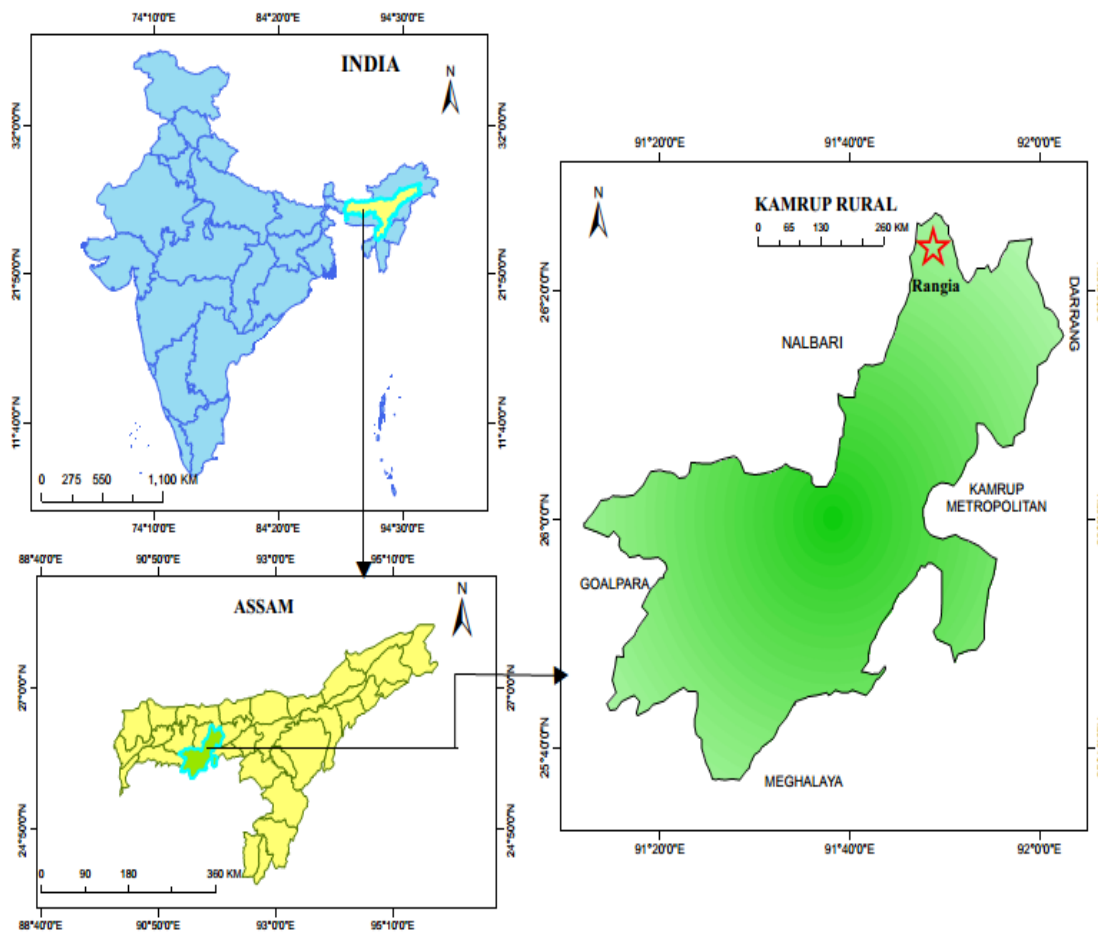 74°10'0"E 84°20'0"E 94°30'0"E
INDIA
N
32°0'0"N 32°0'0"N
21°50'0"N 21°50'0"N
11°40'0"N 11°40'0"N
0 275 550 1,100 KM
74°10'0"E 84°20'0"E 94°30'0"E
88°40'0"E 90°50'0"E 93°0'0"E 95°10'0"E
ASSAM
N
27°0'0"N 27°0'0"N
24°50'0"N 24°50'0"N
0 90 180 360 KM
88°40'0"E 90°50'0"E 93°0'0"E 95°10'0"E
91°20'0"E 91°40'0"E 92°0'0"E
N
KAMRUP RURAL
0 65 130 260 KM
Rangia
DARRANG
26°20'0"N
NALBARI
KAMRUP
METROPOLITAN
26°0'0"N
GOALPARA
25°40'0"N
MEGHALAYA
91°20'0"E 91°40'0"E 92°0'0"E